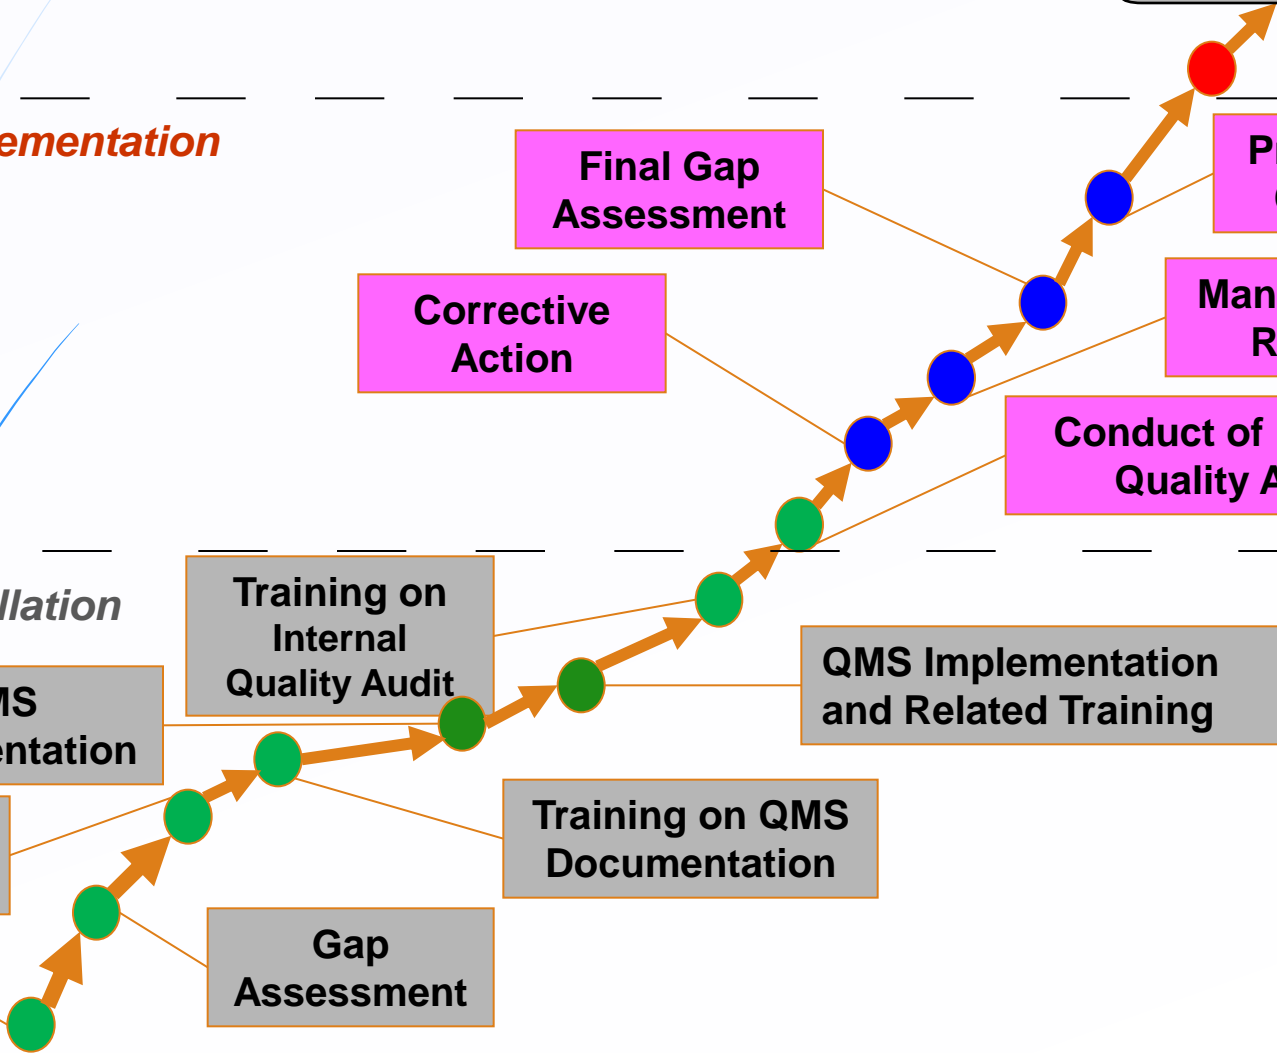 ementation
Final Gap
Assessment
Corrective
Action
Man
R
Conduct of
Quality A
llation
Training on
Internal
Quality Audit
MS
entation
QMS Implementation
and Related Training
Training on QMS
Documentation
Gap
Assessment